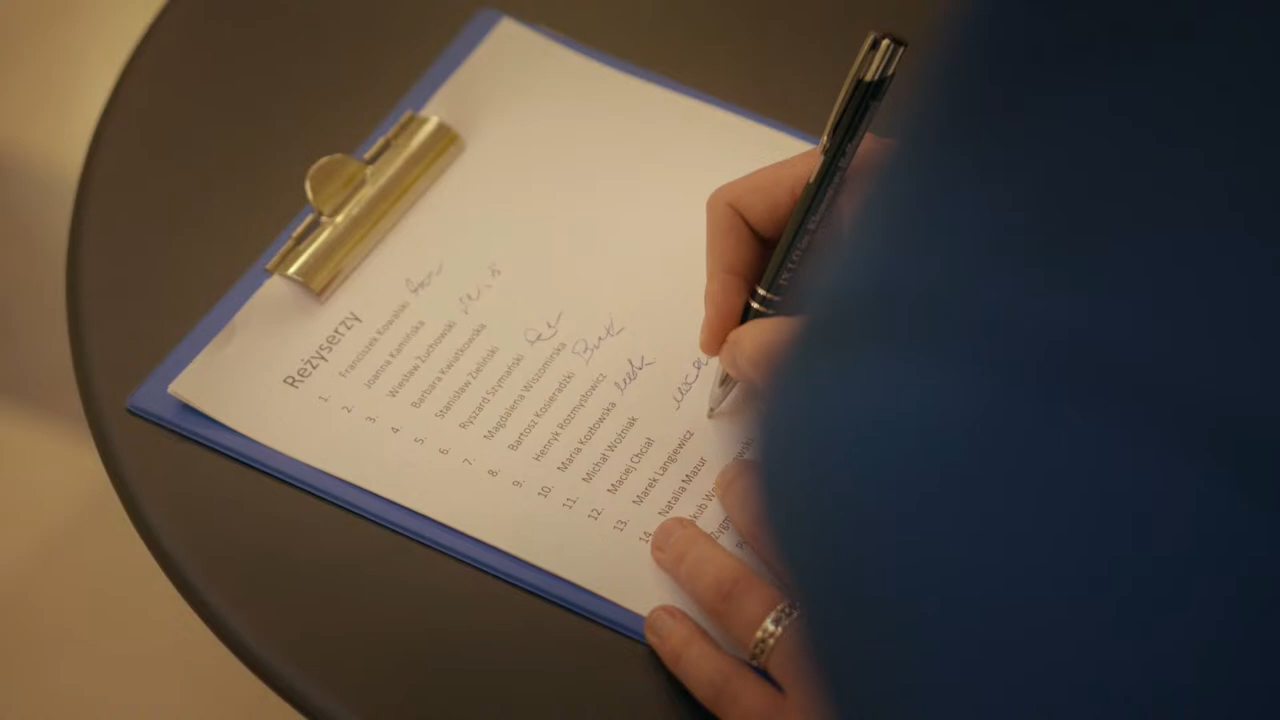 Reżyserzy
1. Franciszek Kowalski
2. Joanna Kamińska
3. Wiesław Żuchowski
4. Barbara Kwiatkowska
5. Stanisław Zieliński
6. Ryszard Szymański
7. Magdalena Wiszomirska
8. Bartosz Kosieradzki
9. Henryk Rozmysłowicz
10. Maria Kozłowska
11. Michał Woźniak
12. Maciej Chciał
13. Marek Langiewicz
14. Natalia Mazur